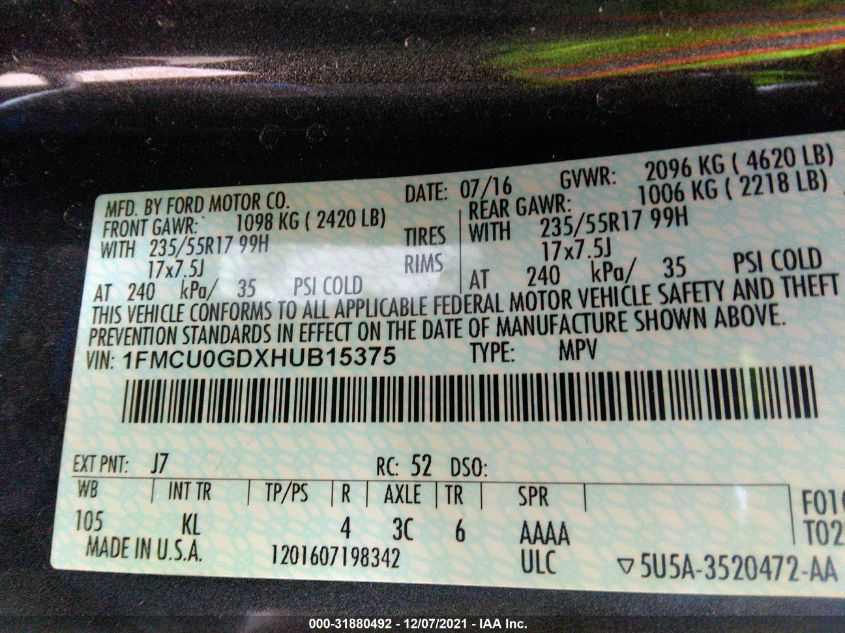 MFD. BY FORD MOTOR CO. DATE: 07/16 GVWR: 2096 KG ( 4620 LB)
FRONT GAWR: 1098 KG ( 2420 LB) REAR GAWR: 1006 KG ( 2218 LB)
WITH 235/55R17 99H TIRES WITH 235/55R17 99H
17x7.5J RIMS 17x7.5J
AT 240 kPa/ 35 PSI COLD AT 240 kPa/ 35 PSI COLD
THIS VEHICLE CONFORMS TO ALL APPLICABLE FEDERAL MOTOR VEHICLE SAFETY AND THEFT
PREVENTION STANDARDS IN EFFECT ON THE DATE OF MANUFACTURE SHOWN ABOVE.
VIN: 1FMCU0GDXHUB15375 TYPE: MPV
EXT PNT: J7 RC: 52 DSO:
WB INT TR TP/PS R AXLE TR SPR
105 KL 4 3C 6 AAAA
MADE IN U.S.A. 1201607198342 ULC ▽5U5A-3520472-AA
000-31880492 - 12/07/2021 - IAA Inc.